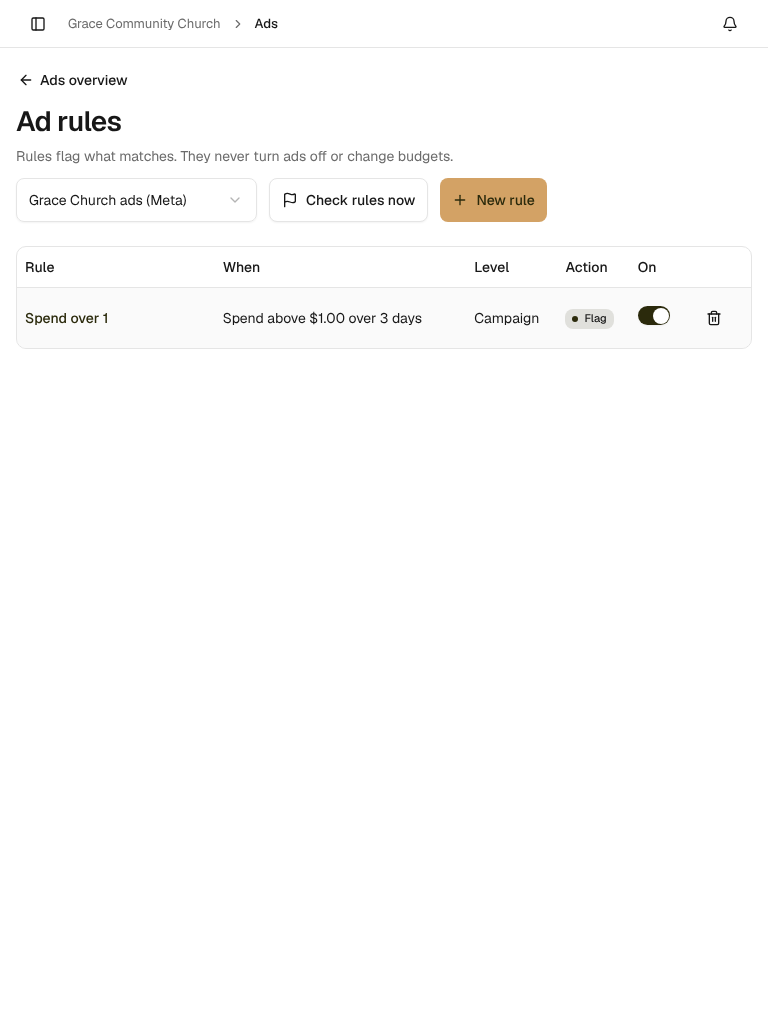 Grace Community Church > Ads
Ads overview
Ad rules
Rules flag what matches. They never turn ads off or change budgets.
Grace Church ads (Meta) Check rules now New rule
Rule When Level Action On
Spend over 1 Spend above $1.00 over 3 days Campaign Flag